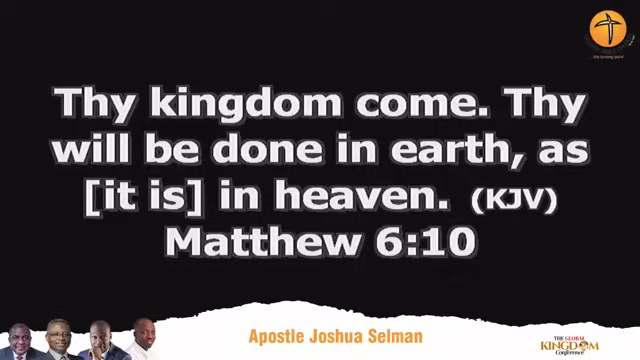 Thy kingdom come. Thy
will be done in earth, as
[it is] in heaven. (KJV)
Matthew 6:10
Apostle Joshua Selman
THE GLOBAL
KINGDOM
Conference